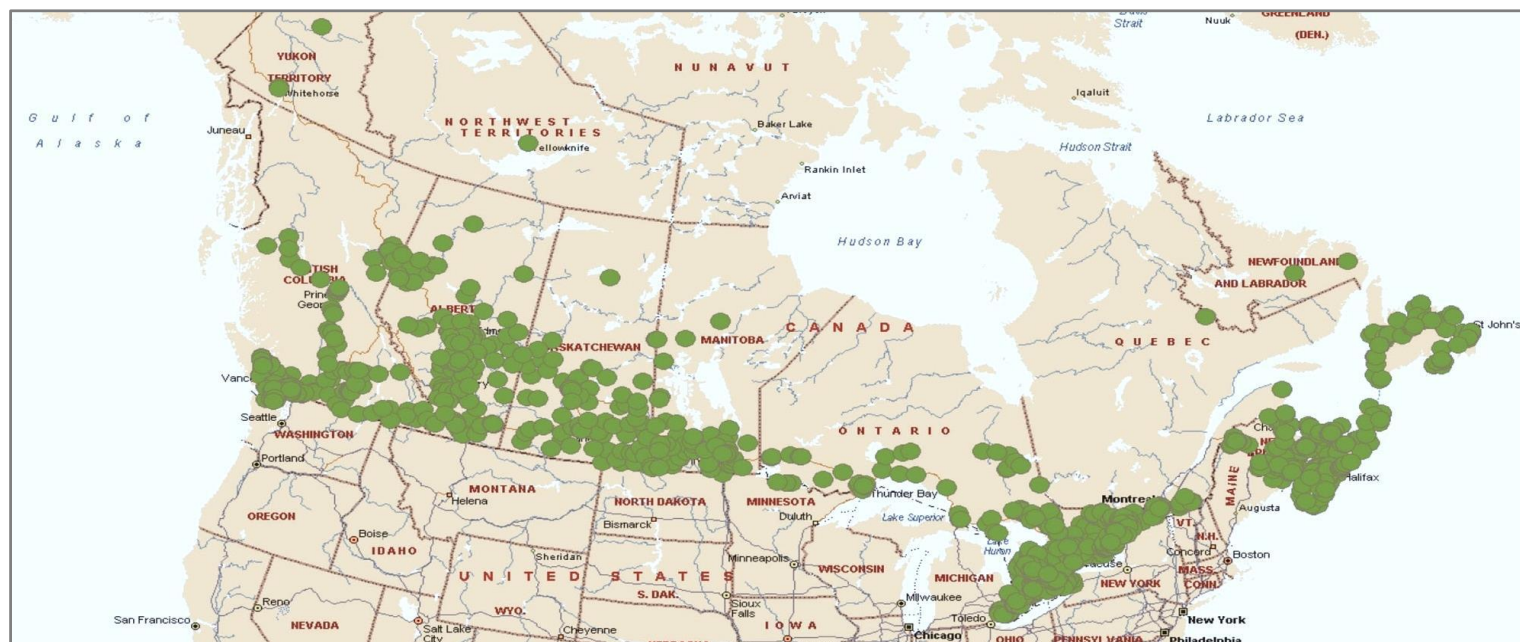 Nuuk
GREENLAND
(DEN.)
Strait
YUKON
TERRITORY
Whitehorse
NUNAVUT
Iqaluit
Gulf of
Alaska
Juneau
NORTHWEST
TERRITORIES
Yellowknife
Baker Lake
Labrador Sea
Hudson Strait
Rankin Inlet
Arviat
Hudson Bay
NEWFOUNDLAND
AND LABRADOR
St John's
CANADA
MANITOBA
QUEBEC
ONTARIO
Seattle
WASHINGTON
Portland
MONTANA
Helena
NORTH DAKOTA
Bismarck
MINNESOTA
Duluth
Thunder Bay
Lake Superior
Lake
Huron
MAINE
Halifax
Augusta
VT.
N.H.
Concord
Boston
MASS.
CONN.
OREGON
Boise
IDAHO
Sheridan
Minneapolis
WISCONSIN
MICHIGAN
NEW YORK
UNITED STATES
S. DAK.
WYO.
Sioux
Falls
Milwaukee
Toledo
New York
San Francisco
Reno
NEVADA
Salt Lake
City
Cheyenne
IOWA
Chicago
OHIO
PENNSYLVANIA
Philadelphia